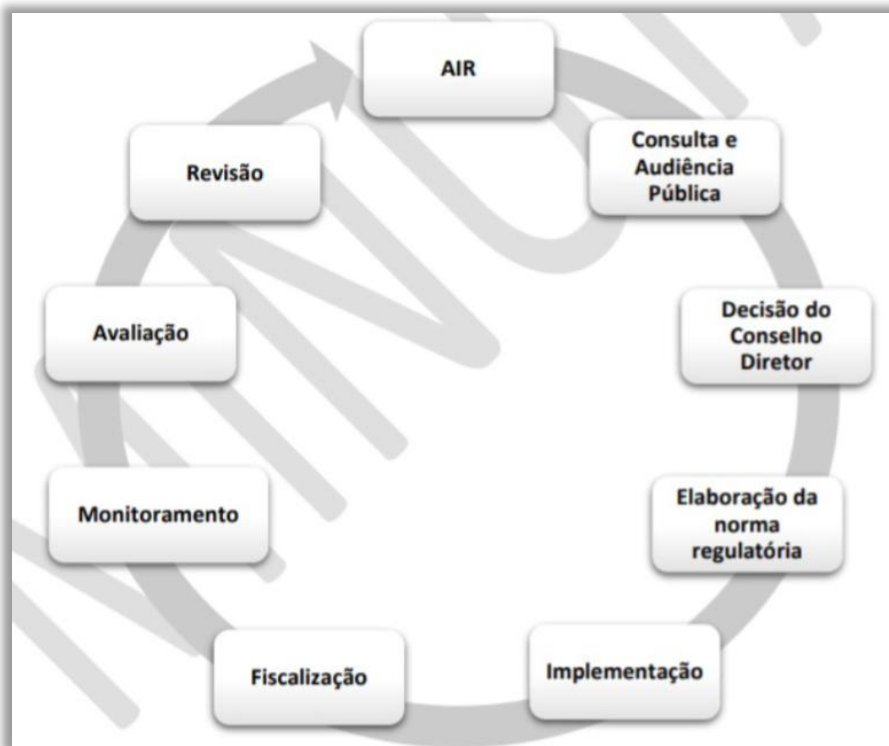 AIR
Consulta e
Audiência
Pública
Decisão do
Conselho
Diretor
Elaboração da
norma
regulatória
Implementação
Fiscalização
Monitoramento
Avaliação
Revisão